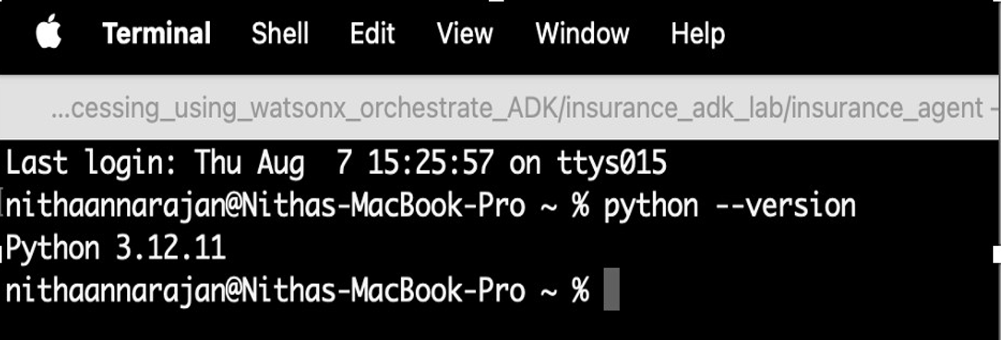 Terminal Shell Edit View Window Help
...cessing_using_watsonx_orchestrate_ADK/insurance_adk_lab/insurance_agent -
Last login: Thu Aug  7 15:25:57 on ttys015
nithaannarajan@Nithas-MacBook-Pro ~ % python --version
Python 3.12.11
nithaannarajan@Nithas-MacBook-Pro ~ %